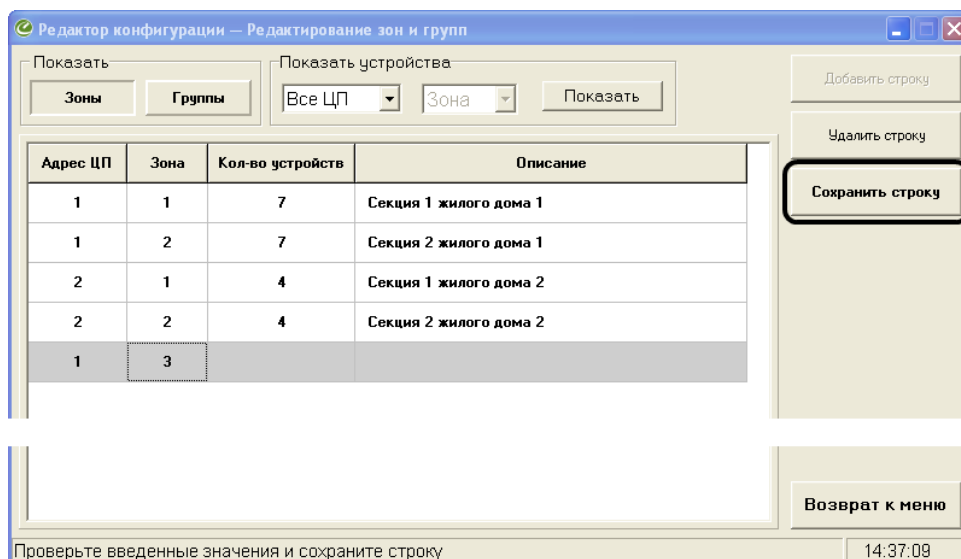 Редактор конфигурации — Редактирование зон и групп
Показать
Показать устройства
Зоны Группы Все ЦП Зона Показать
Добавить строку
Удалить строку
Сохранить строку
Адрес ЦП Зона Кол-во устройств Описание
1 1 7 Секция 1 жилого дома 1
1 2 7 Секция 2 жилого дома 1
2 1 4 Секция 1 жилого дома 2
2 2 4 Секция 2 жилого дома 2
1 3
Возврат к меню
Проверьте введенные значения и сохраните строку 14:37:09